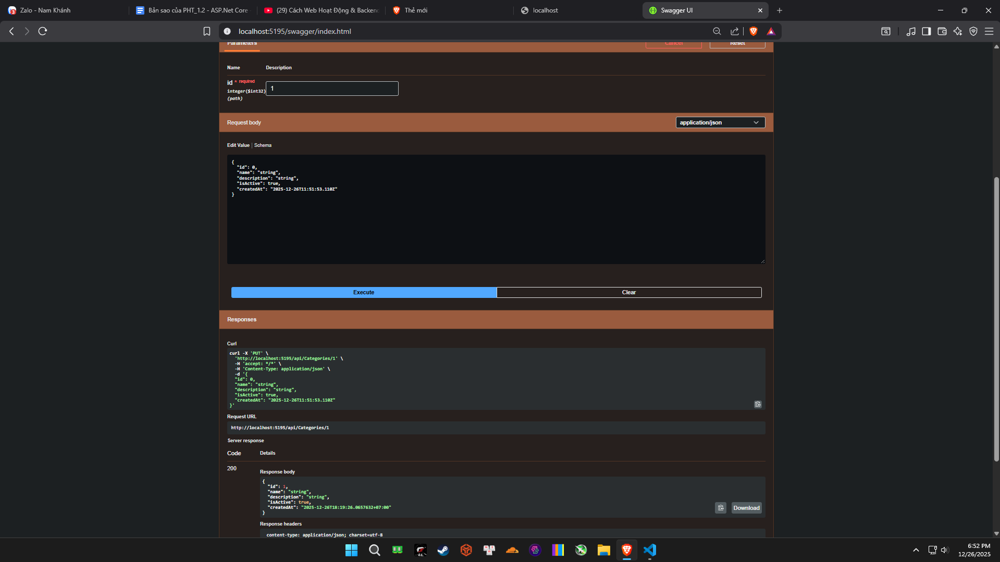 Zalo - Nam Khánh
Bản sao của PHT_1.2 - ASP.Net Core
(29) Cách Web Hoạt Động & Backend
Thẻ mới
localhost
Swagger UI
localhost:5195/swagger/index.html
Parameters
Cancel
Reset
Name
Description
id * required
integer($int32)
(path)
1
Request body
application/json
Edit Value | Schema
{
"id": 0,
"name": "string",
"description": "string",
"isActive": true,
"createdAt": "2025-12-26T11:51:53.110Z"
}
Execute
Clear
Responses
Curl
curl -X 'PUT' \
'http://localhost:5195/api/Categories/1' \
-H 'accept: */*' \
-H 'Content-Type: application/json' \
-d '{
"id": 0,
"name": "string",
"description": "string",
"isActive": true,
"createdAt": "2025-12-26T11:51:53.110Z"
}'
Request URL
http://localhost:5195/api/Categories/1
Server response
Code
Details
200
Response body
{
"id": 1,
"name": "string",
"description": "string",
"isActive": true,
"createdAt": "2025-12-26T18:19:26.0657632+07:00"
}
Download
Response headers
content-type: application/json; charset=utf-8
6:52 PM
12/26/2025